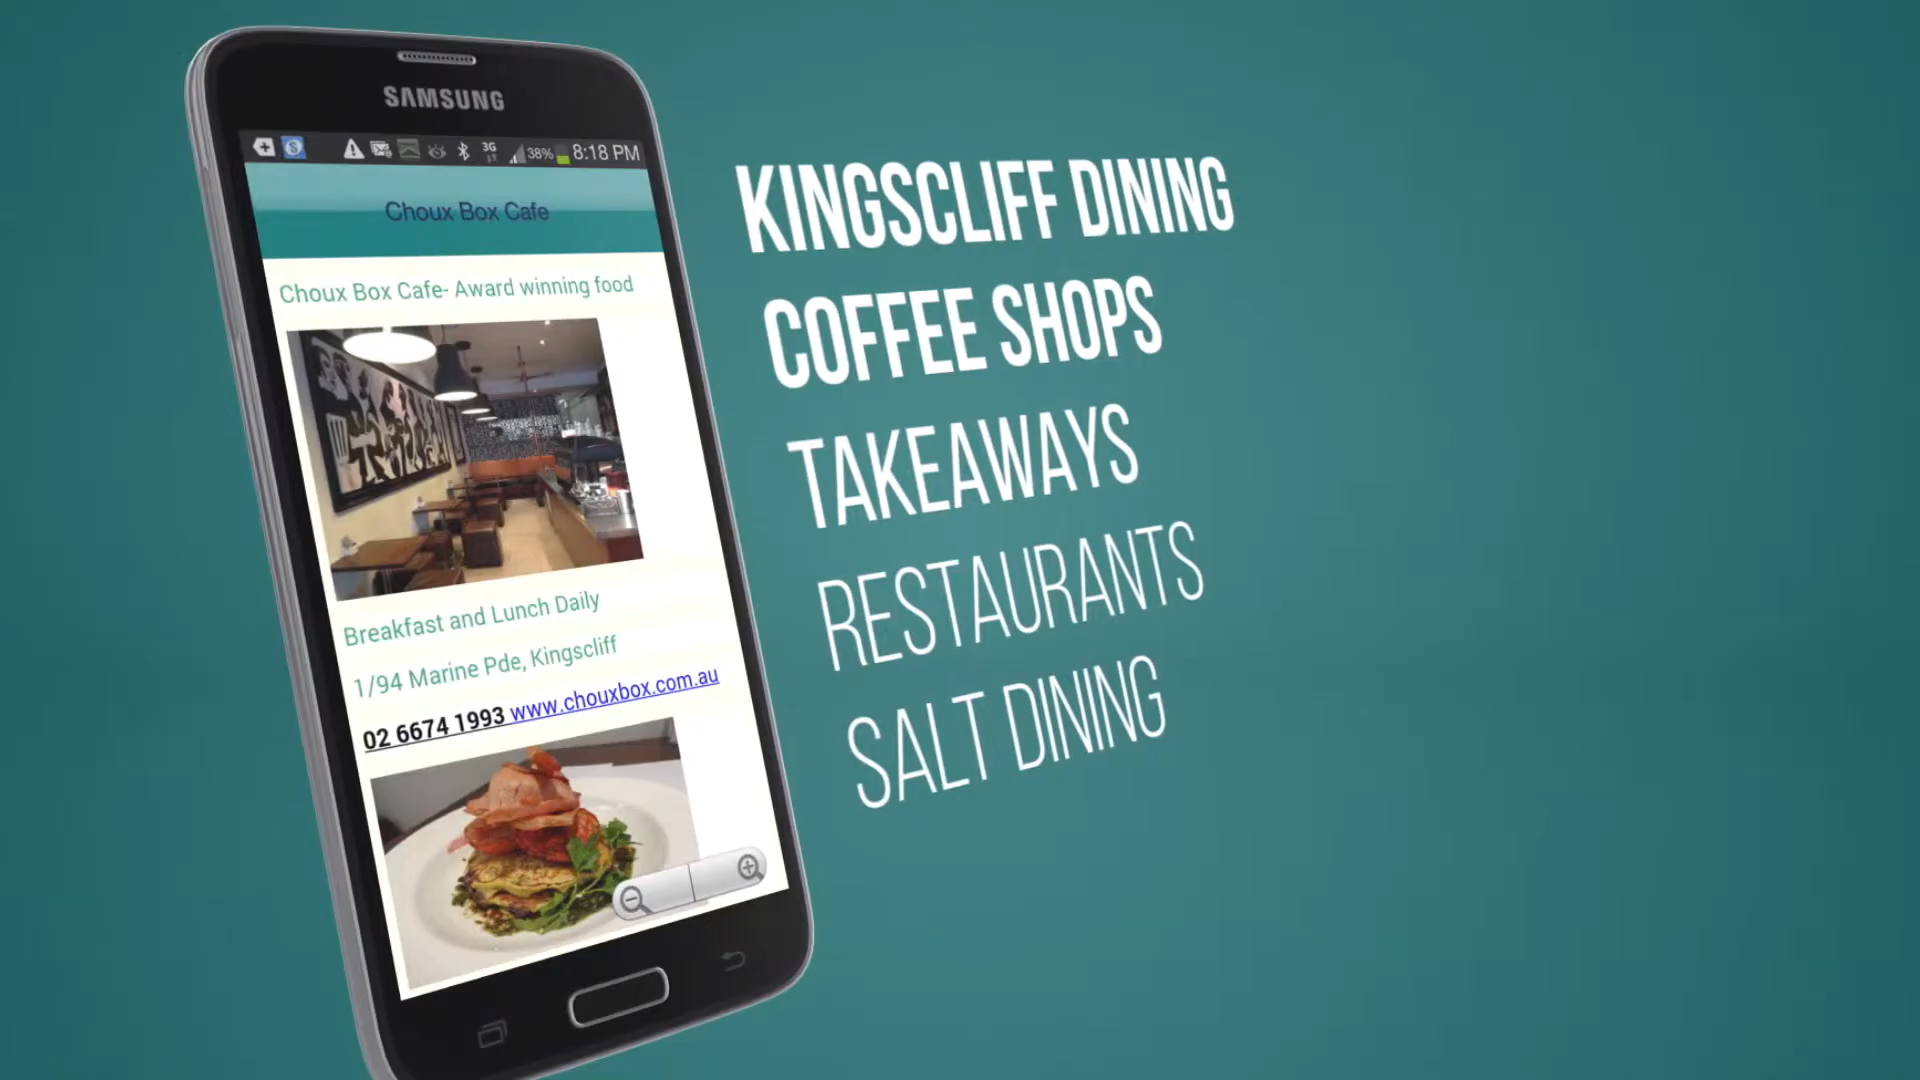 SAMSUNG
3G 38% 8:18 PM
Choux Box Cafe
Choux Box Cafe- Award winning food
Breakfast and Lunch Daily
1/94 Marine Pde, Kingscliff
02 6674 1993 www.chouxbox.com.au
KINGSCLIFF DINING
COFFEE SHOPS
TAKEAWAYS
RESTAURANTS
SALT DINING